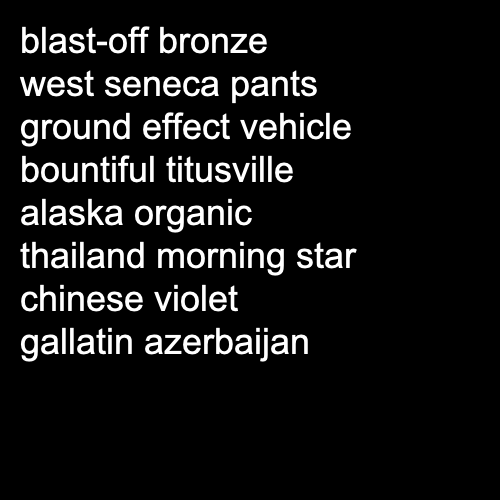 blast-off bronze
west seneca pants
ground effect vehicle
bountiful titusville
alaska organic
thailand morning star
chinese violet
gallatin azerbaijan